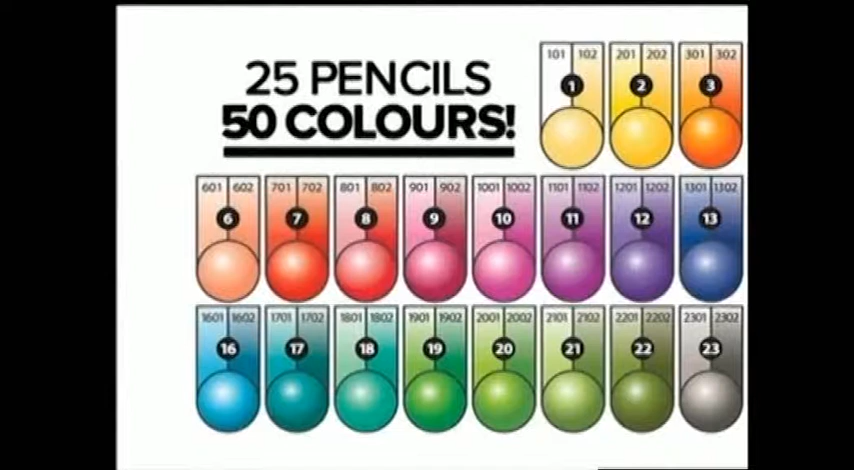 25 PENCILS
50 COLOURS!
101 102 201 202 301 302
1 2 3
601 602 701 702 801 802 901 902 1001 1002 1101 1102 1201 1202 1301 1302
6 7 8 9 10 11 12 13
1601 1602 1701 1702 1801 1802 1901 1902 2001 2002 2101 2102 2201 2202 2301 2302
16 17 18 19 20 21 22 23